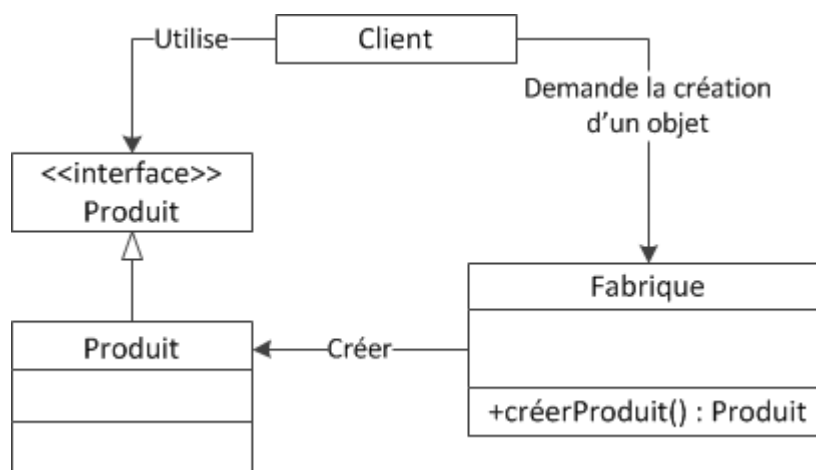 Utilise
Client
Demande la création
d'un objet
<<interface>>
Produit
Fabrique
Produit
Créer
+créerProduit() : Produit